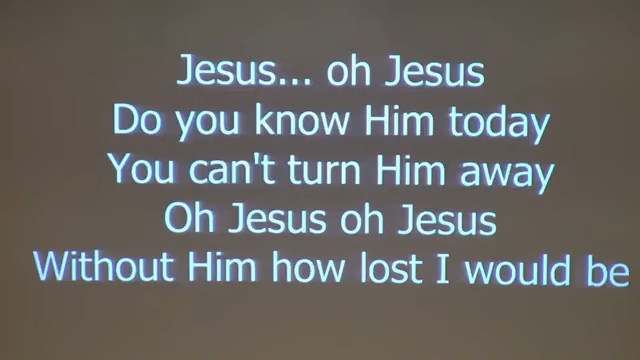 Jesus... oh Jesus
Do you know Him today
You can't turn Him away
Oh Jesus oh Jesus
Without Him how lost I would be